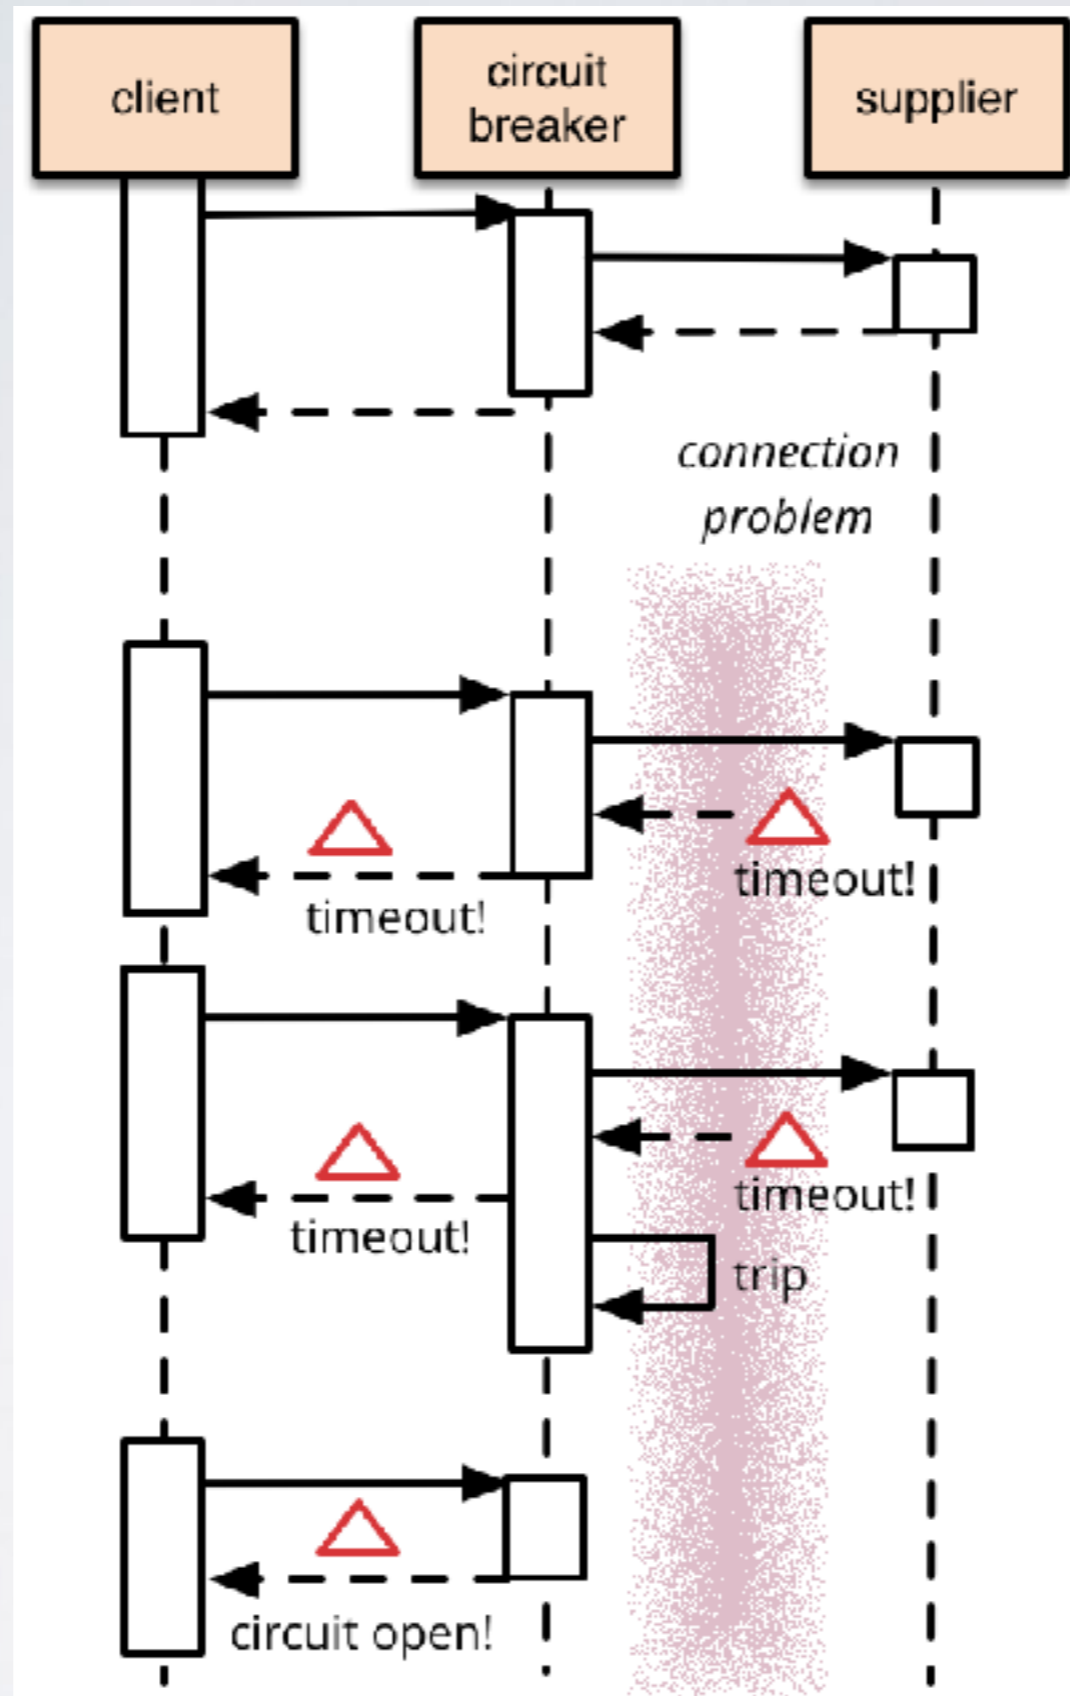 client
circuit
breaker
supplier
connection
problem
timeout!
timeout!
timeout!
timeout!
trip
circuit open!